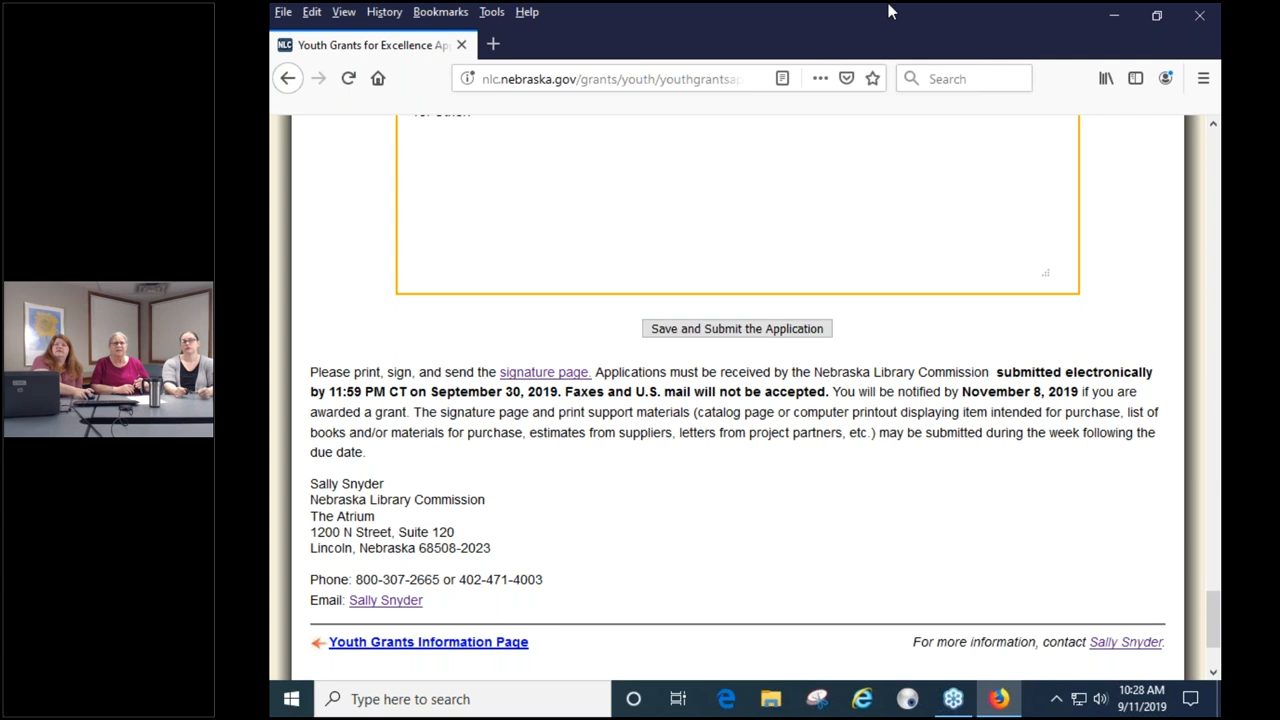 File Edit View History Bookmarks Tools Help
NLC Youth Grants for Excellence App
nlc.nebraska.gov/grants/youth/youthgrantsap
Search
Save and Submit the Application
Please print, sign, and send the signature page. Applications must be received by the Nebraska Library Commission submitted electronically
by 11:59 PM CT on September 30, 2019. Faxes and U.S. mail will not be accepted. You will be notified by November 8, 2019 if you are
awarded a grant. The signature page and print support materials (catalog page or computer printout displaying item intended for purchase, list of
books and/or materials for purchase, estimates from suppliers, letters from project partners, etc.) may be submitted during the week following the
due date.
Sally Snyder
Nebraska Library Commission
The Atrium
1200 N Street, Suite 120
Lincoln, Nebraska 68508-2023
Phone: 800-307-2665 or 402-471-4003
Email: Sally Snyder
Youth Grants Information Page
For more information, contact Sally Snyder.
Type here to search
10:28 AM
9/11/2019